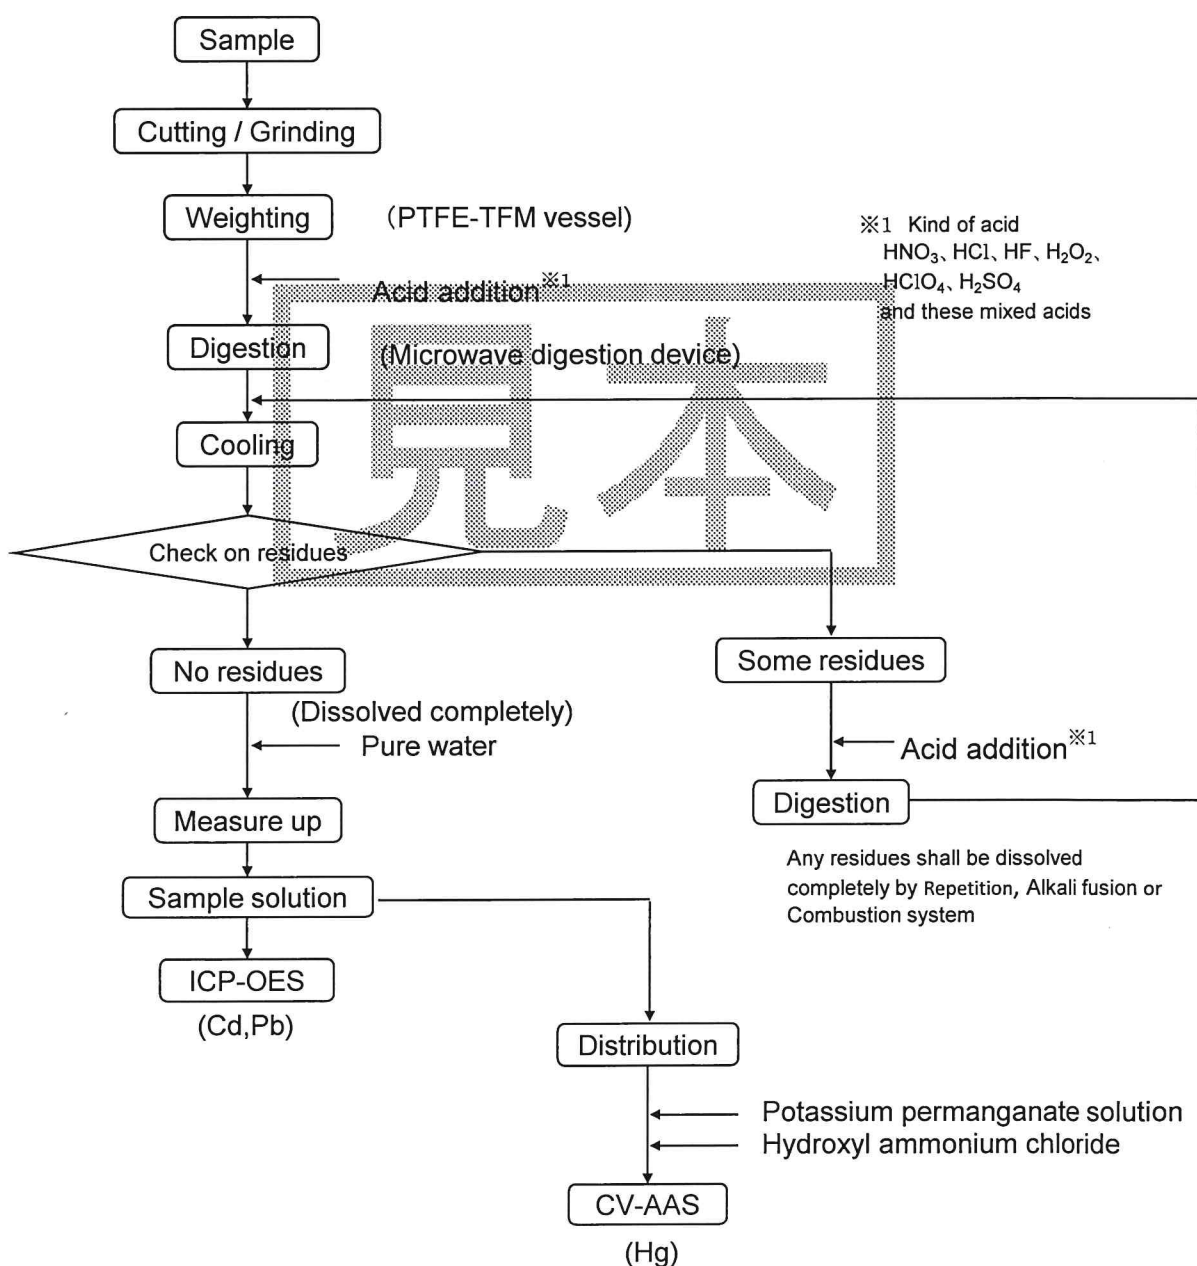 Sample
Cutting / Grinding
Weighting
(PTFE-TFM vessel)
※1 Kind of acid
HNO₃、HCl、HF、H₂O₂、
HClO₄、H₂SO₄
and these mixed acids
Acid addition※1
Digestion
(Microwave digestion device)
Cooling
見本
Check on residues
No residues
Some residues
(Dissolved completely)
Pure water
Acid addition※1
Measure up
Digestion
Any residues shall be dissolved
completely by Repetition, Alkali fusion or
Combustion system
Sample solution
ICP-OES
(Cd,Pb)
Distribution
Potassium permanganate solution
Hydroxyl ammonium chloride
CV-AAS
(Hg)